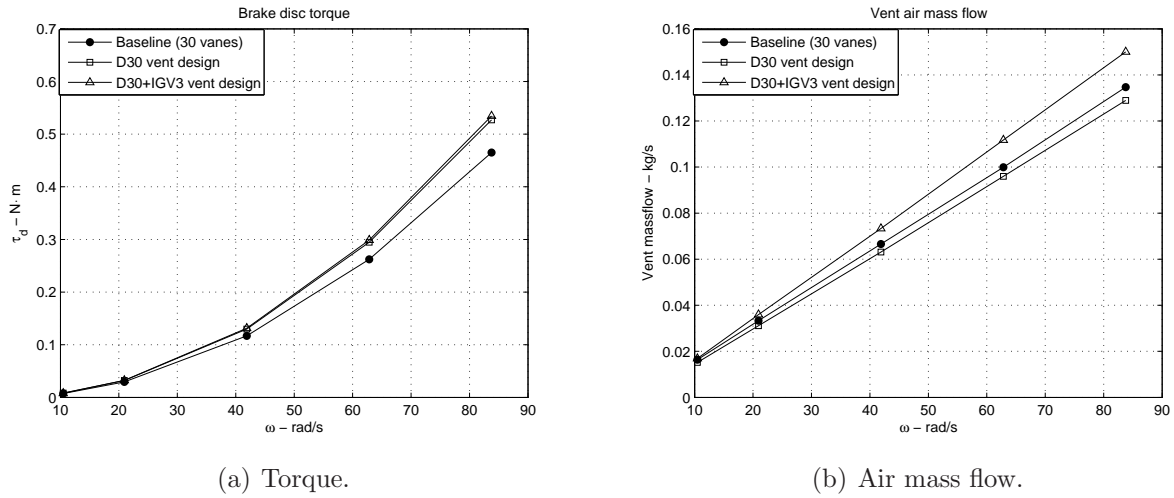 Brake disc torque
0.7
0.6
0.5
0.4
0.3
0.2
0.1
0
τd − N· m
Baseline (30 vanes)
D30 vent design
D30+IGV3 vent design
10 20 30 40 50 60 70 80 90
ω − rad/s
(a) Torque.
Vent air mass flow
0.16
0.14
0.12
0.1
0.08
0.06
0.04
0.02
0
Vent massflow − kg/s
Baseline (30 vanes)
D30 vent design
D30+IGV3 vent design
10 20 30 40 50 60 70 80 90
ω − rad/s
(b) Air mass flow.